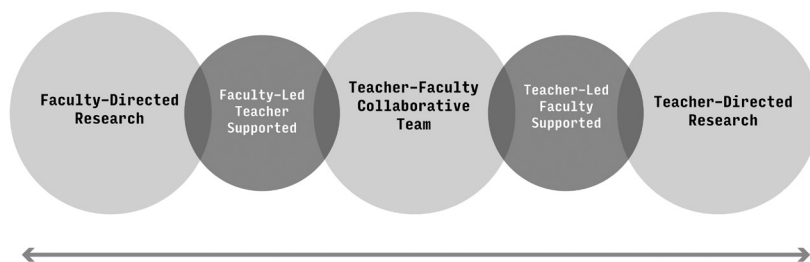 Faculty-Directed
Research
Faculty-Led
Teacher
Supported
Teacher-Faculty
Collaborative
Team
Teacher-Led
Faculty
Supported
Teacher-Directed
Research